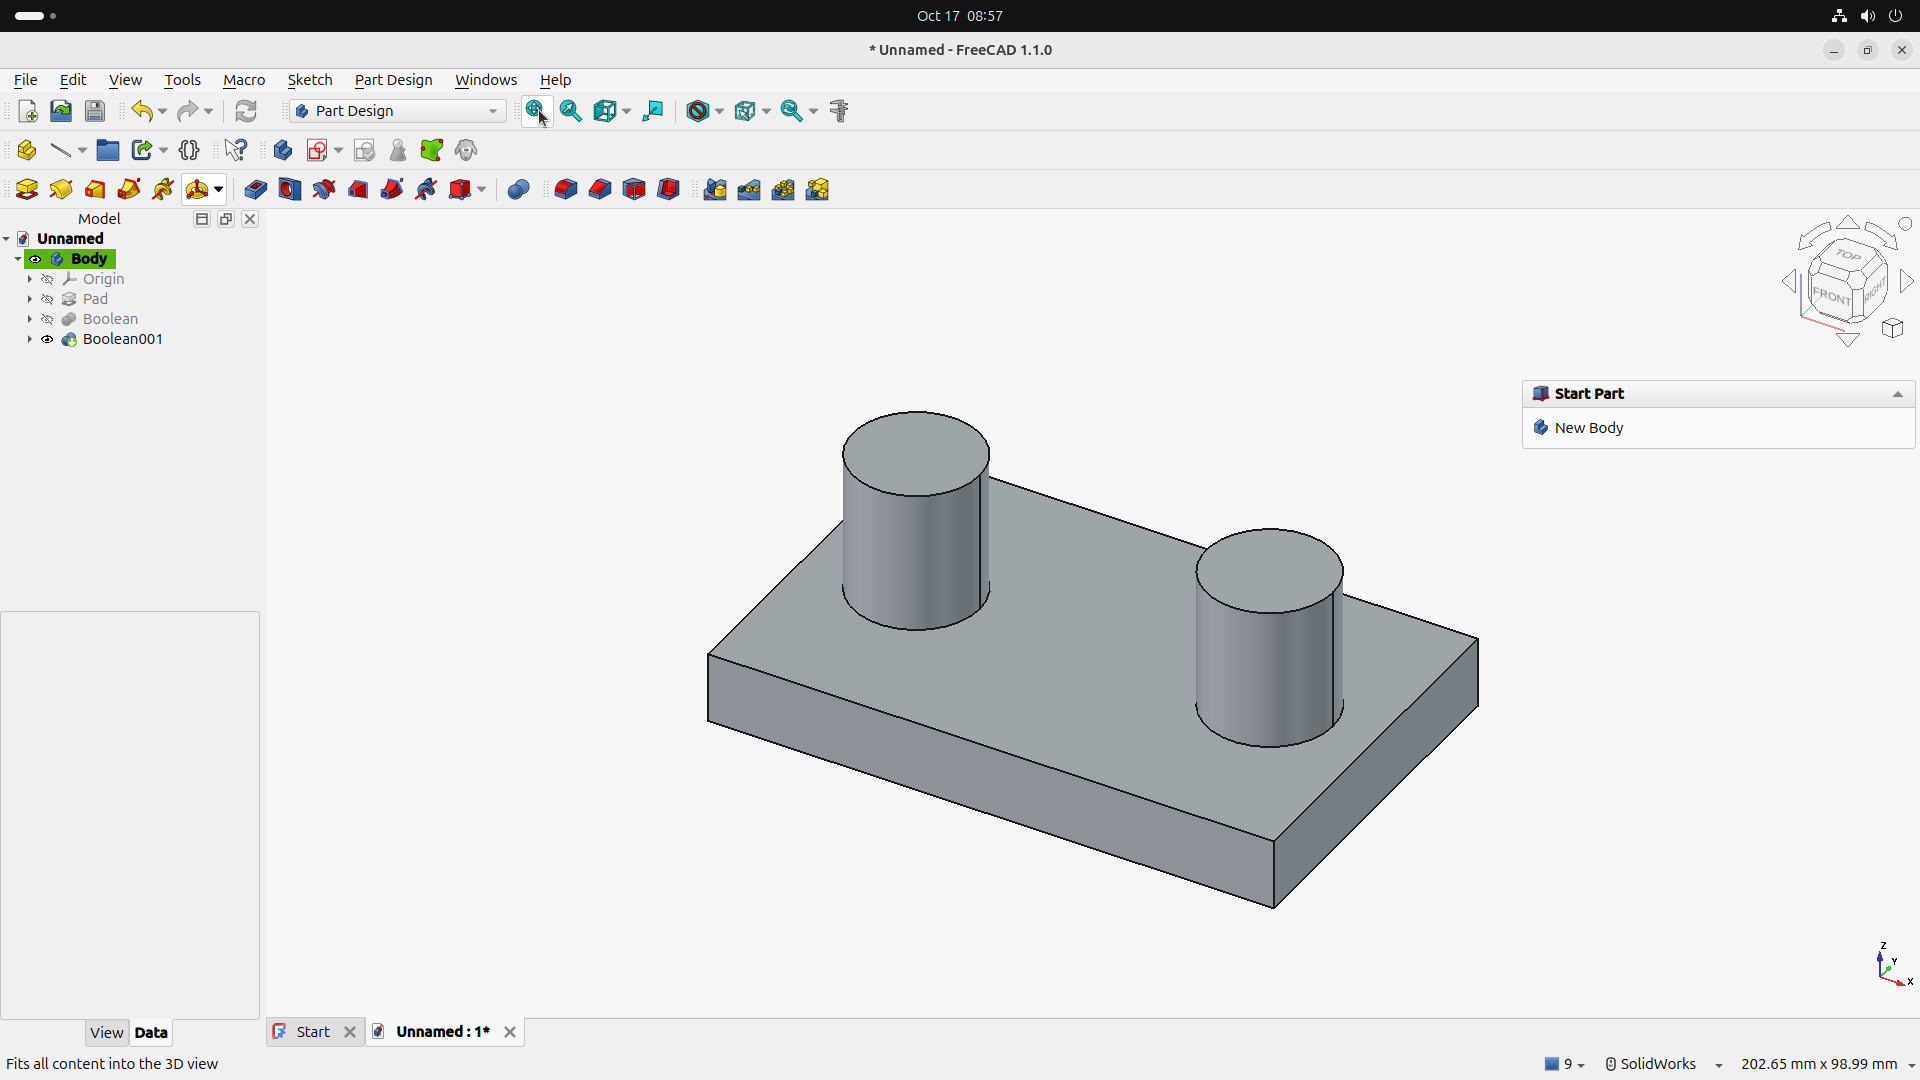 Oct 17 08:57
* Unnamed - FreeCAD 1.1.0
File Edit View Tools Macro Sketch Part Design Windows Help
Part Design
Model
Unnamed
Body
Origin
Pad
Boolean
Boolean001
TOP
FRONT
RIGHT
Start Part
New Body
Z
Y
X
View Data
Start
Unnamed : 1*
Fits all content into the 3D view
9
SolidWorks
202.65 mm x 98.99 mm